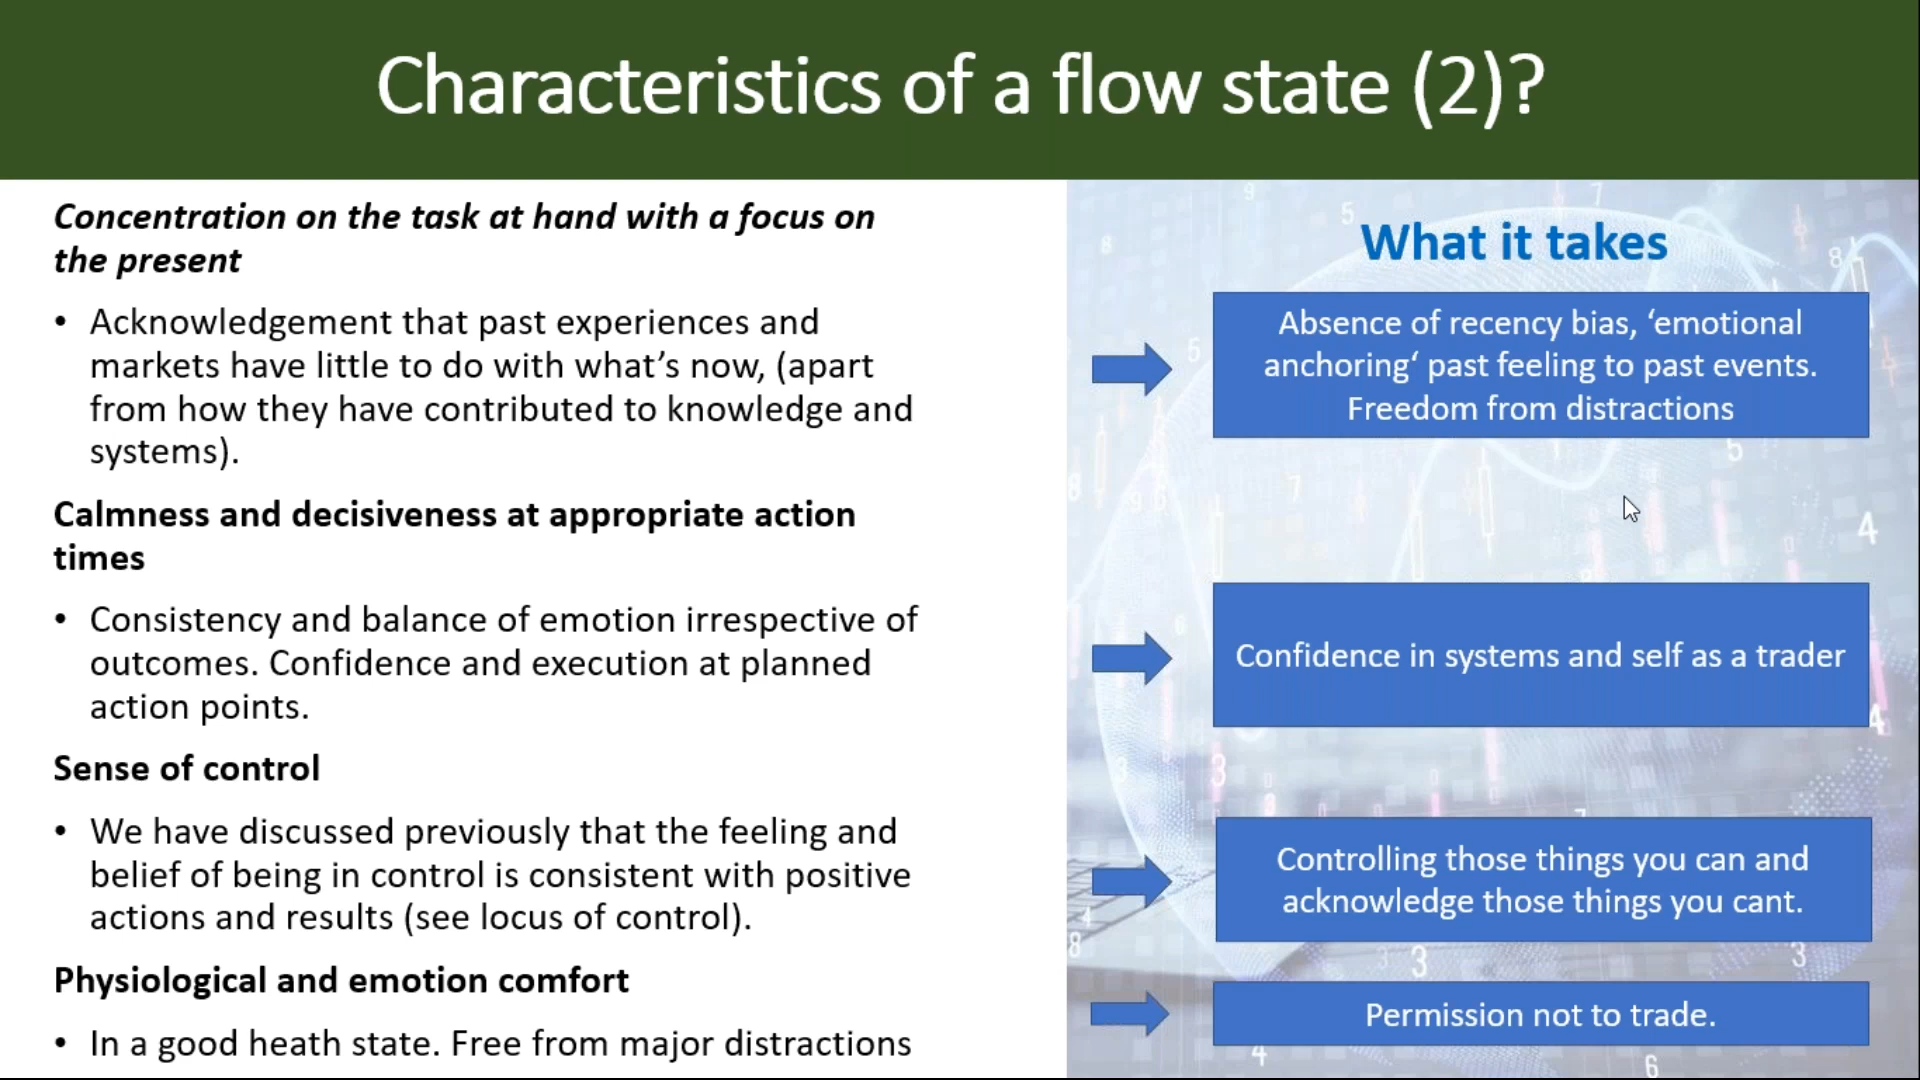 Characteristics of a flow state (2)?
Concentration on the task at hand with a focus on
the present
• Acknowledgement that past experiences and
markets have little to do with what’s now, (apart
from how they have contributed to knowledge and
systems).
Calmness and decisiveness at appropriate action
times
• Consistency and balance of emotion irrespective of
outcomes. Confidence and execution at planned
action points.
Sense of control
• We have discussed previously that the feeling and
belief of being in control is consistent with positive
actions and results (see locus of control).
Physiological and emotion comfort
• In a good heath state. Free from major distractions
What it takes
Absence of recency bias, ‘emotional
anchoring‘ past feeling to past events.
Freedom from distractions
Confidence in systems and self as a trader
Controlling those things you can and
acknowledge those things you cant.
Permission not to trade.